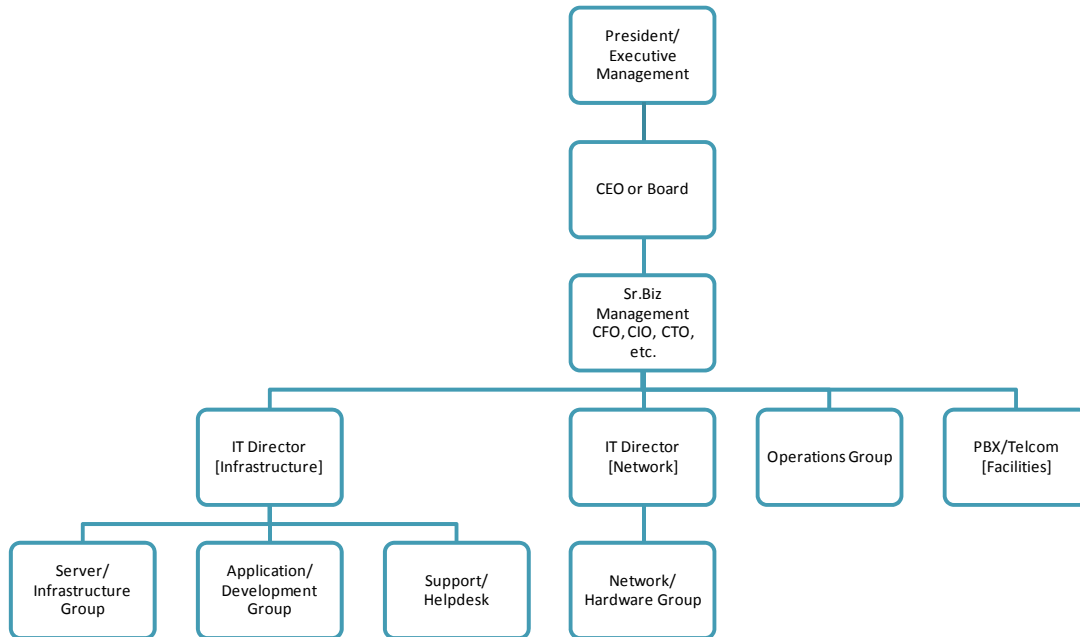 President/
Executive
Management
CEO or Board
Sr.Biz
Management
CFO, CIO, CTO,
etc.
IT Director
[Infrastructure]
IT Director
[Network]
Operations Group
PBX/Telcom
[Facilities]
Server/
Infrastructure
Group
Application/
Development
Group
Support/
Helpdesk
Network/
Hardware Group